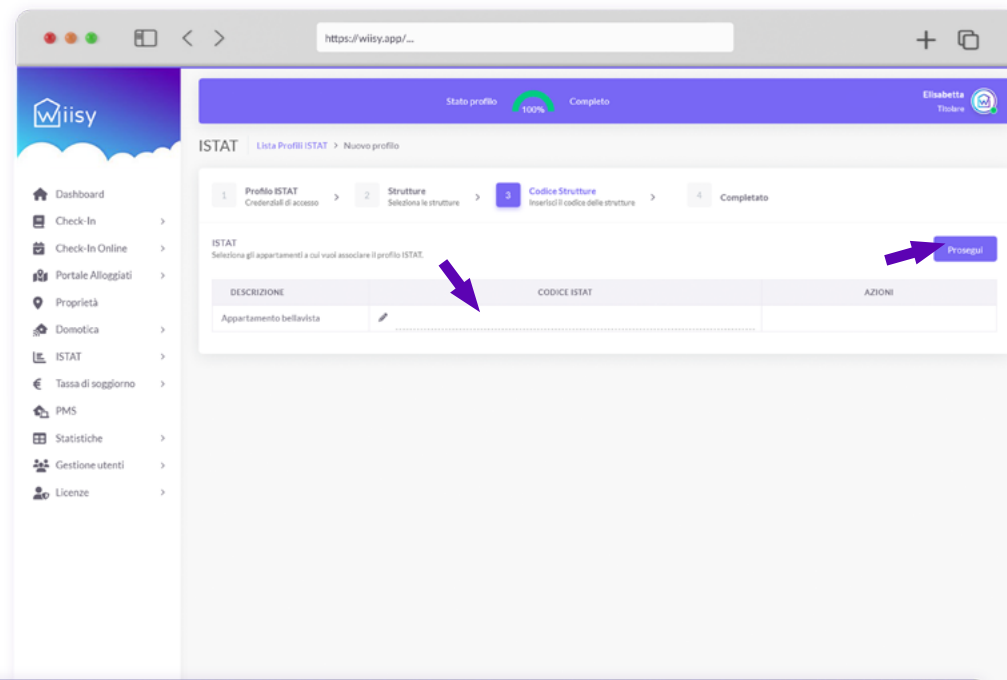 https://wiisy.app/...
wiisy
Stato profilo 100% Completo
Elisabetta
Titolare
ISTAT Lista Profili ISTAT > Nuovo profilo
Dashboard
Check-In
Check-In Online
Portale Alloggiati
Proprietà
Domotica
ISTAT
Tassa di soggiorno
PMS
Statistiche
Gestione utenti
Licenze
1 Profilo ISTAT
Credenziali di accesso
2 Strutture
Seleziona le strutture
3 Codice Strutture
Inserisci il codice delle strutture
4 Completato
ISTAT
Seleziona gli appartamenti a cui vuoi associare il profilo ISTAT.
Prosegui
DESCRIZIONE CODICE ISTAT AZIONI
Appartamento bellavista